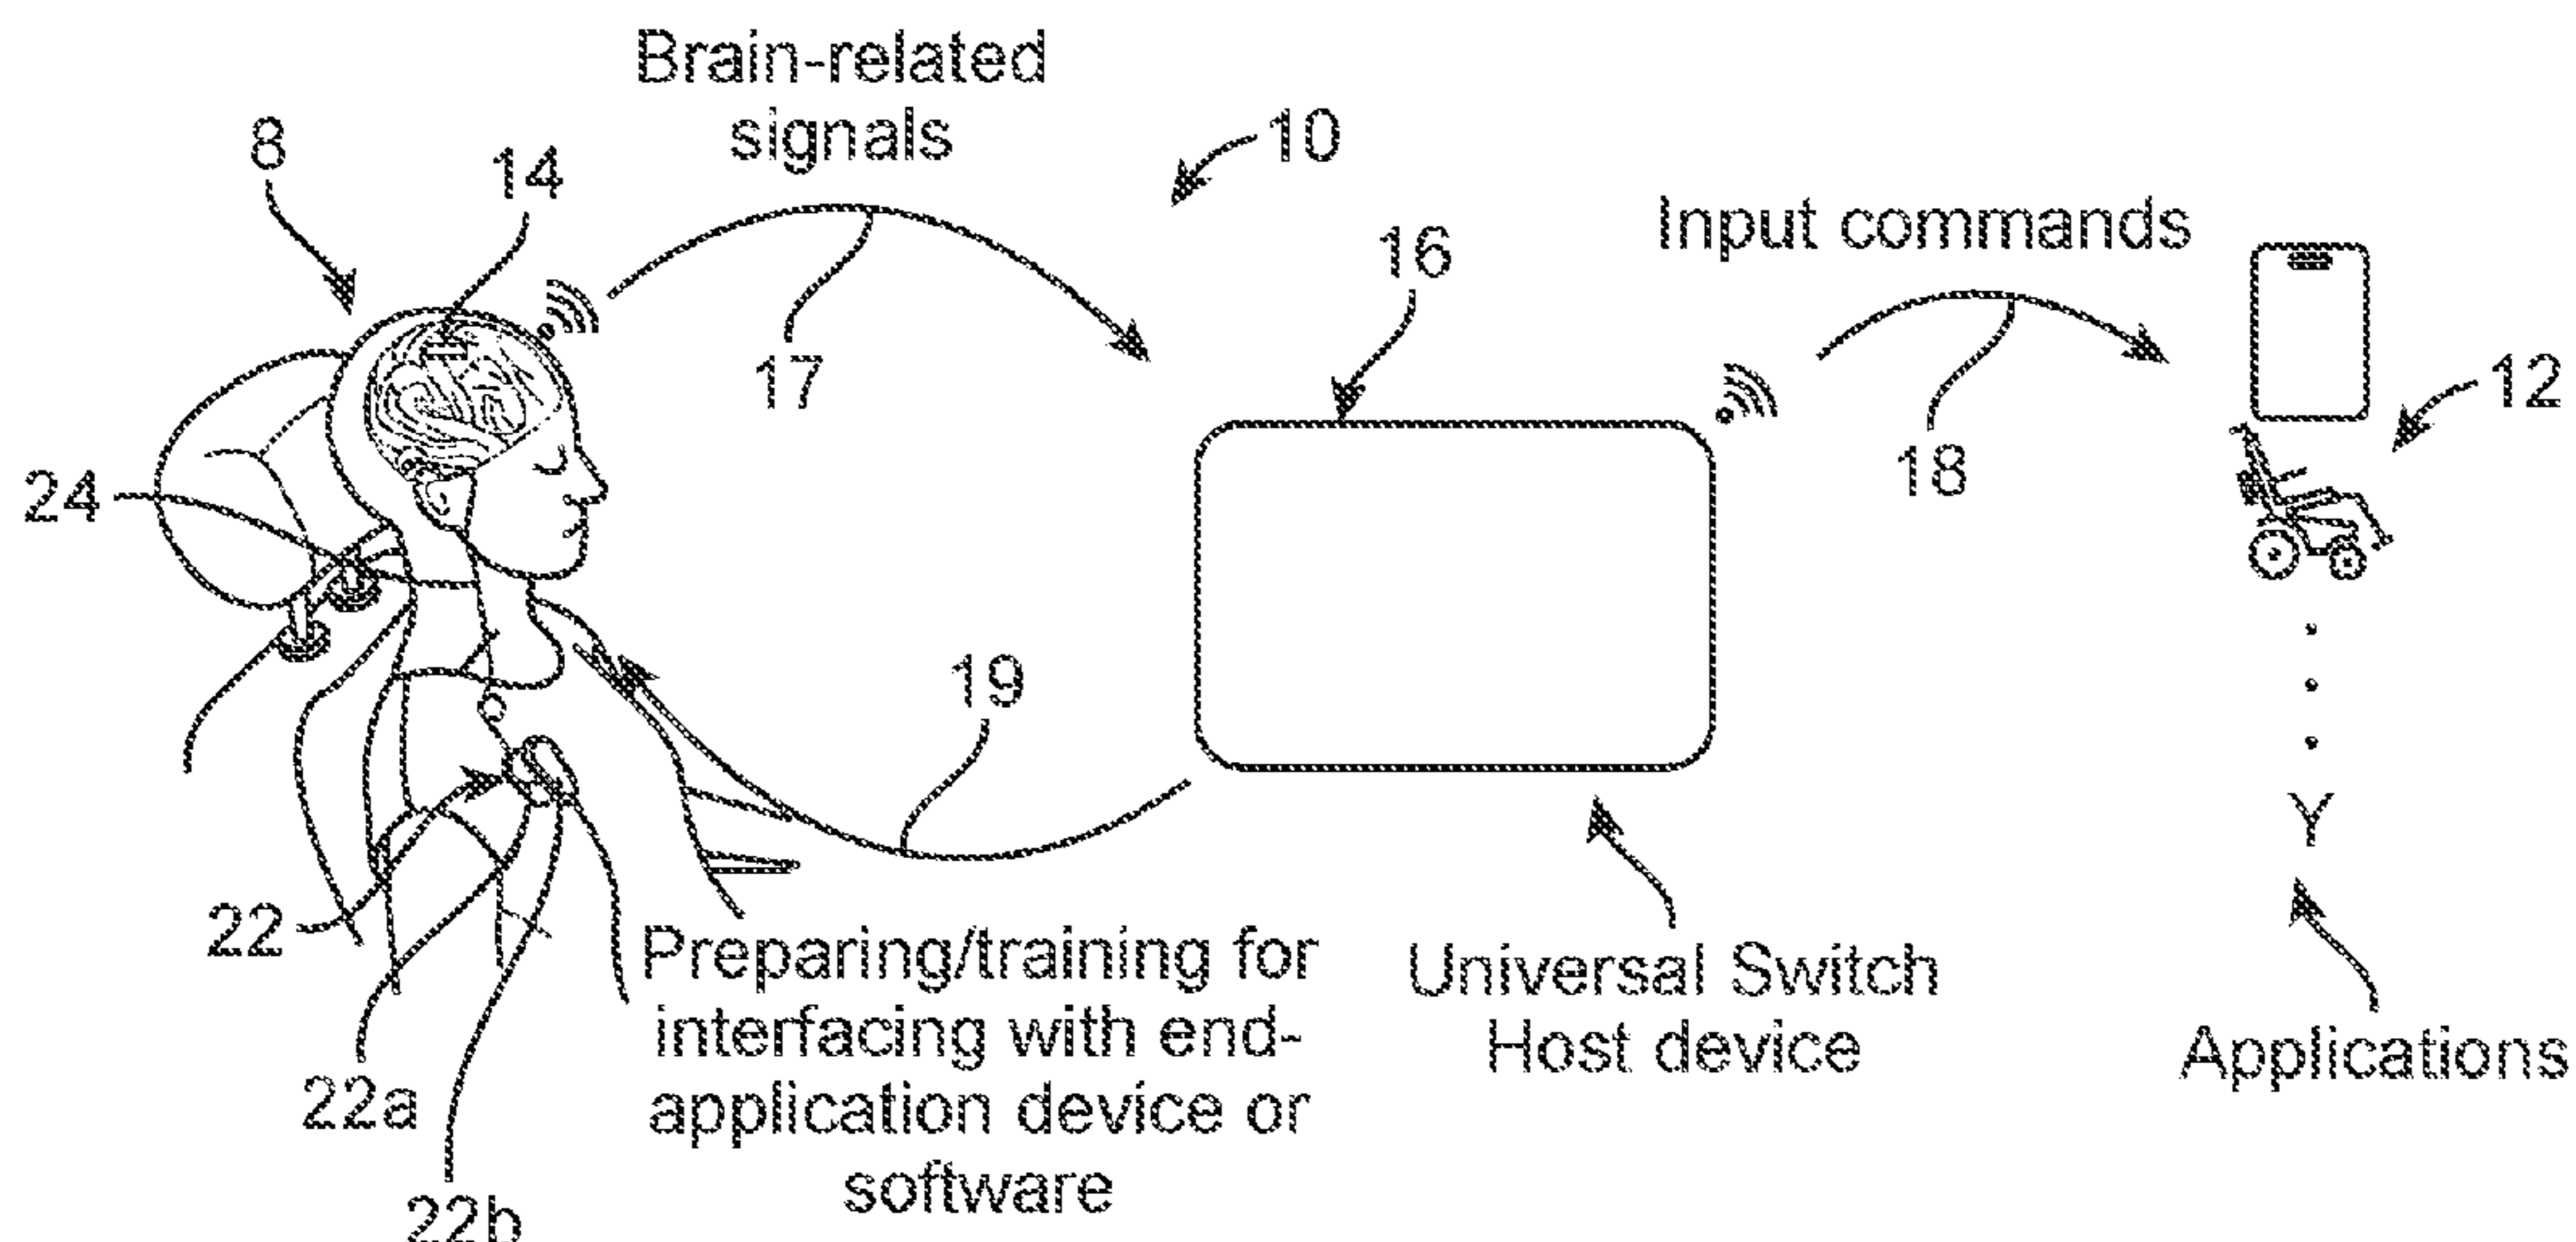 Brain-related
signals
8
14
10
Input commands
16
17
12
24
18
19
Y
22
Preparing/training for
interfacing with end-
application device or
software
Universal Switch
Host device
Applications
22a
22b